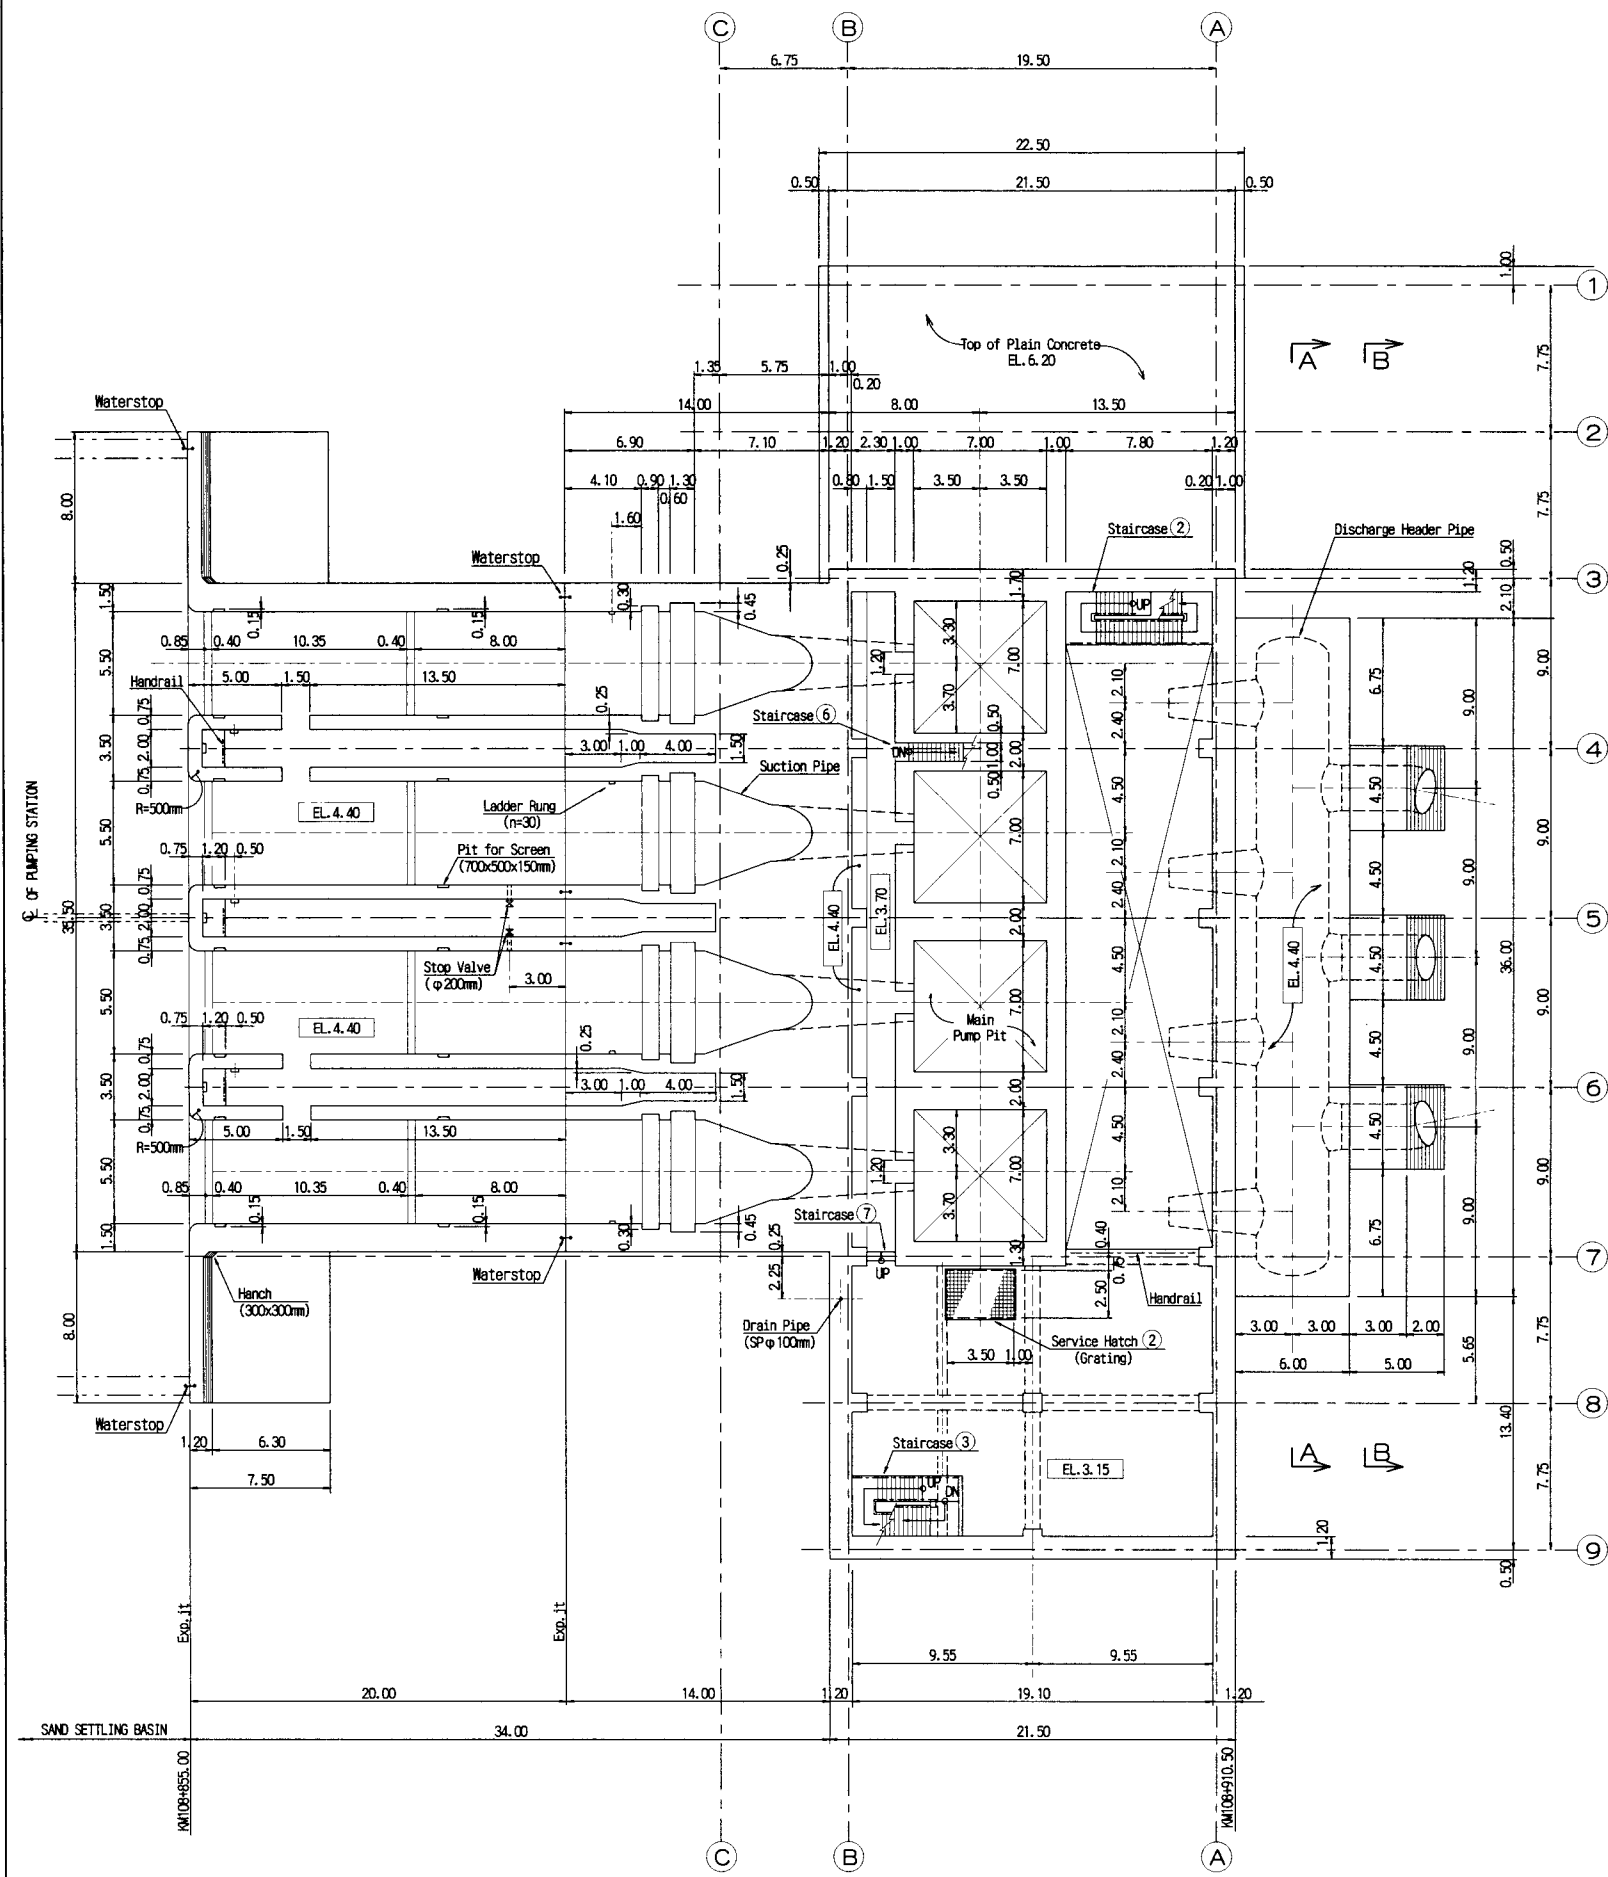 C B A
6.75 19.50
22.50
0.50 21.50 0.50
1.00
1
Top of Plain Concrete
EL.6.20
A B
7.75
1.35 5.75 1.00
0.20
Waterstop
14.00 8.00 13.50
2
6.90 7.10 1.20 2.30 1.00 7.00 1.00 7.80 1.20
4.10 0.90 1.30 0.80 1.50 3.50 3.50 0.20 1.00
0.60
8.00
7.75
1.60
Staircase 2
Discharge Header Pipe
Waterstop
0.25
0.50
1.70
1.20
3
1.50
0.30
0.45
UP
2.10
0.15 0.15
0.85 0.40 10.35 0.40 8.00
3.30
1.20
7.00
5.50
5.00 1.50 13.50
2.10
6.75
9.00
9.00
Handrail
0.25
3.70
0.75
Staircase 6
0.50
2.40
3.50 2.00
3.00 1.00 4.00 1.50
DN
1.00 2.00
4
0.75
Suction Pipe
0.50
R=500mm
EL.4.40
Ladder Rung
(n=30)
4.50
4.50
5.50
7.00
9.00
9.00
¢ OF PUMPING STATION
0.75 1.20 0.50
Pit for Screen
(700x500x150mm)
2.10
0.75
2.40
4.50
35.50
3.50 2.00
EL.4.40
EL.3.70
2.00
5
0.75
Stop Valve
(φ200mm)
3.00
4.50
EL.4.40
4.50
36.00
5.50
7.00
9.00
9.00
0.75 1.20 0.50
EL.4.40
Main
Pump Pit
2.10
0.25
0.75
2.40
4.50
3.50 2.00
3.00 1.00 4.00 1.50
2.00
6
0.75
R=500mm
5.00 1.50 13.50
3.30
4.50
4.50
5.50
1.20
7.00
9.00
9.00
0.85 0.40 10.35 0.40 8.00
3.70
2.10
6.75
0.15 0.15
Staircase 7
1.50
0.30
0.45
0.25
0.40
1.30
7
Waterstop
2.25
UP
0.75
Hanch
(300x300mm)
2.50
Handrail
8.00
Drain Pipe
(SPφ100mm)
Service Hatch 2
(Grating)
3.00 3.00 3.00 2.00
7.75
3.50 1.00
6.00 5.00
5.65
8
Waterstop
1.20 6.30
Staircase 3
13.40
7.50
EL.3.15
A B
UP
DN
7.75
1.20
9
0.50
Exp.jt Exp.jt
9.55 9.55
20.00 14.00 1.20 19.10 1.20
SAND SETTLING BASIN
34.00 21.50
KM108+855.00
KM108+910.50
C B A